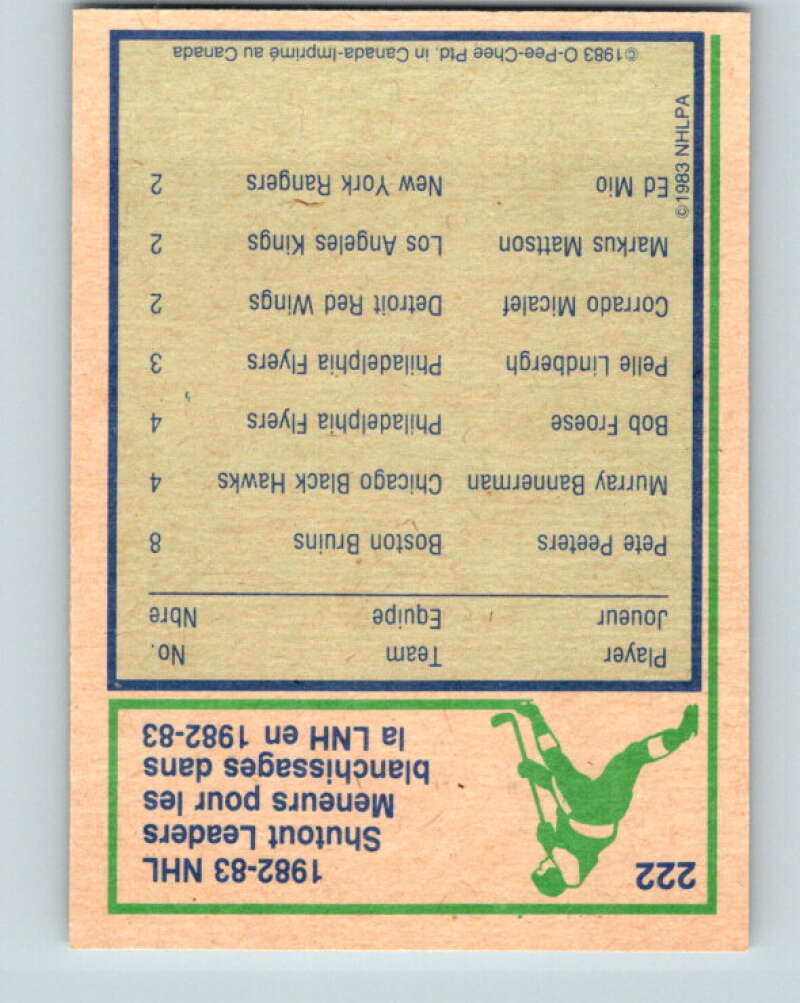 222
1982-83 NHL
Shutout Leaders
Meneurs pour les
blanchissages dans
la LNH en 1982-83
Player Team No.
Joueur Equipe Nbre
Pete Peeters Boston Bruins 8
Murray Bannerman Chicago Black Hawks 4
Bob Froese Philadelphia Flyers 4
Pelle Lindbergh Philadelphia Flyers 3
Corrado Micalef Detroit Red Wings 2
Markus Mattson Los Angeles Kings 2
Ed Mio New York Rangers 2
©1983 NHLPA
©1983 O-Pee-Chee Ptd. in Canada-Imprimé au Canada